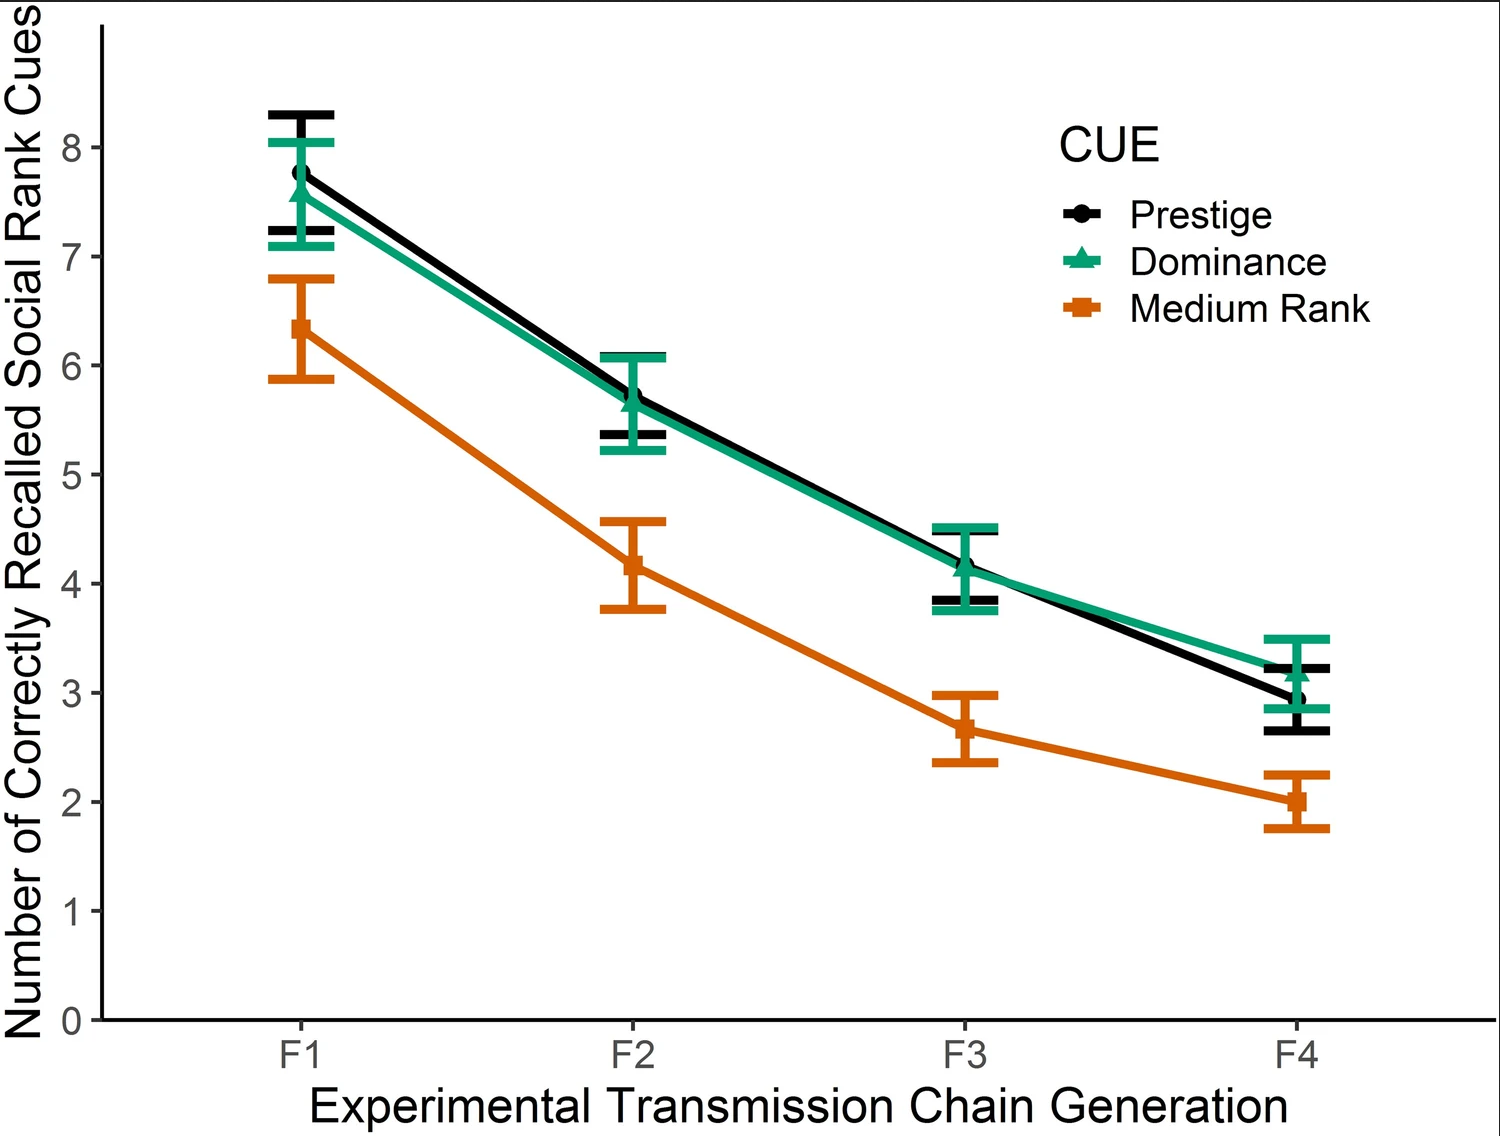 Number of Correctly Recalled Social Rank Cues
8
7
6
5
4
3
2
1
0
CUE
Prestige
Dominance
Medium Rank
F1
F2
F3
F4
Experimental Transmission Chain Generation